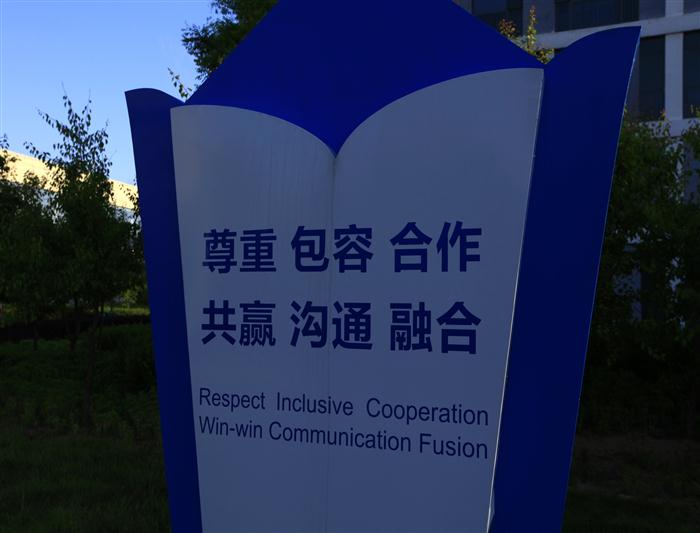 尊重 包容 合作
共赢 沟通 融合
Respect Inclusive Cooperation
Win-win Communication Fusion